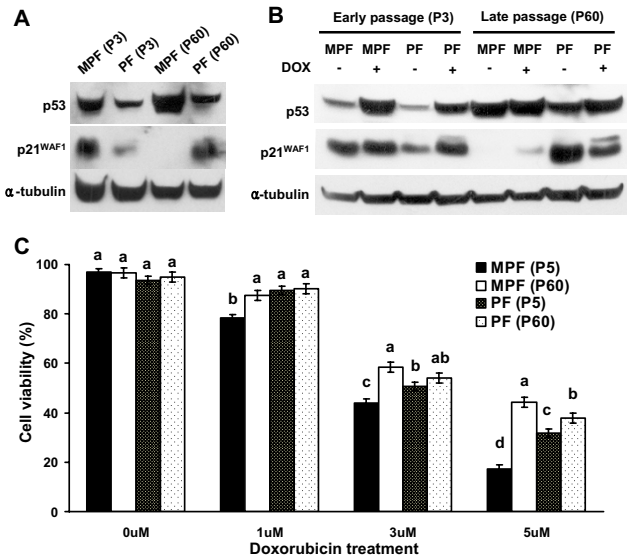 A
MPF (P3)
PF (P3)
MPF (P60)
PF (P60)
p53
p21WAF1
α-tubulin
B
Early passage (P3) Late passage (P60)
MPF MPF PF PF MPF MPF PF PF
DOX - + - + - + - +
p53
p21WAF1
α-tubulin
C
MPF (P5)
MPF (P60)
PF (P5)
PF (P60)
Cell viability (%)
100
80
60
40
20
0
a a a a
b a a a
c a b ab
d a c b
0uM 1uM 3uM 5uM
Doxorubicin treatment